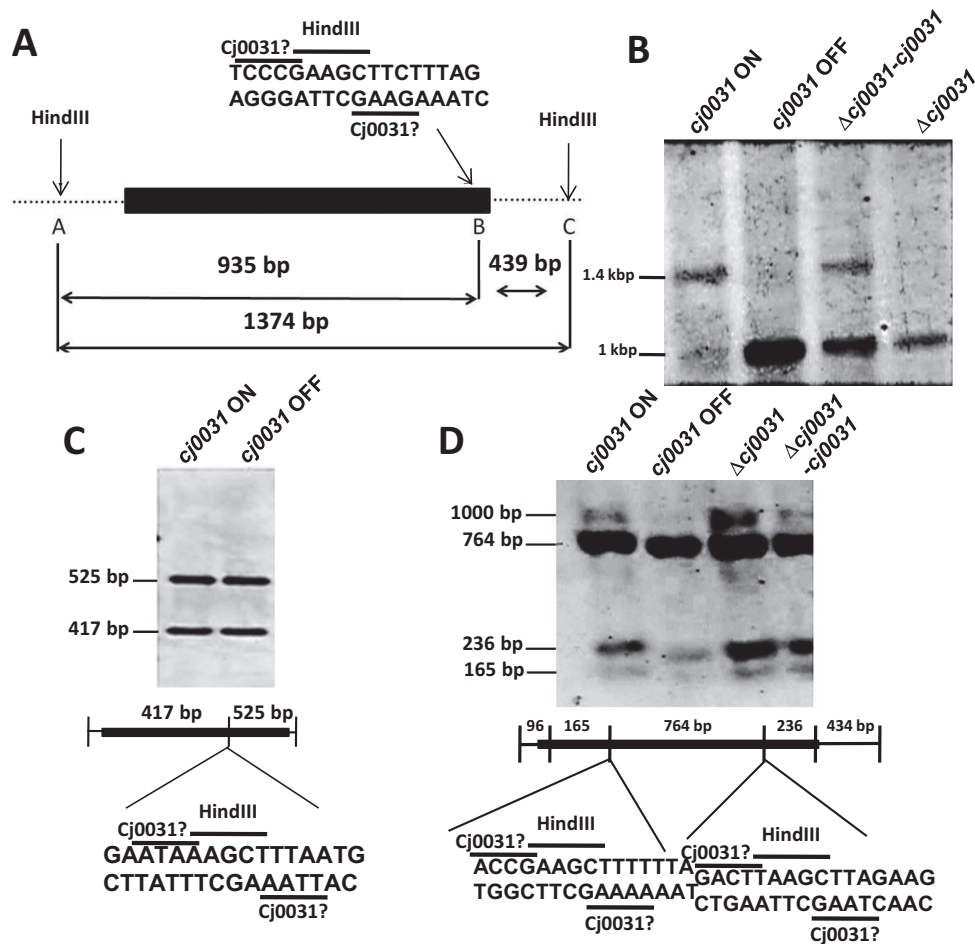 A
HindIII
Cj0031?
TCCCGAAGCTTCTTTAG
AGGGATTCGAAGAAATC
Cj0031?
HindIII
HindIII
A
B
C
935 bp
439 bp
1374 bp
B
cj0031 ON
cj0031 OFF
Δcj0031-cj0031
Δcj0031
1.4 kbp
1 kbp
C
cj0031 ON
cj0031 OFF
525 bp
417 bp
417 bp
525 bp
HindIII
Cj0031?
GAATAAAGCTTTAATG
CTTATTTCGAAATTAC
Cj0031?
D
cj0031 ON
cj0031 OFF
Δcj0031
Δcj0031
-cj0031
1000 bp
764 bp
236 bp
165 bp
96
165
764 bp
236
434 bp
HindIII
Cj0031?
ACCGAAGCTTTTTTA
TGGCTTCGAAAAAAT
Cj0031?
HindIII
Cj0031?
GACTTAAGCTTAGAAG
CTGAATTCGAATCAAC
Cj0031?